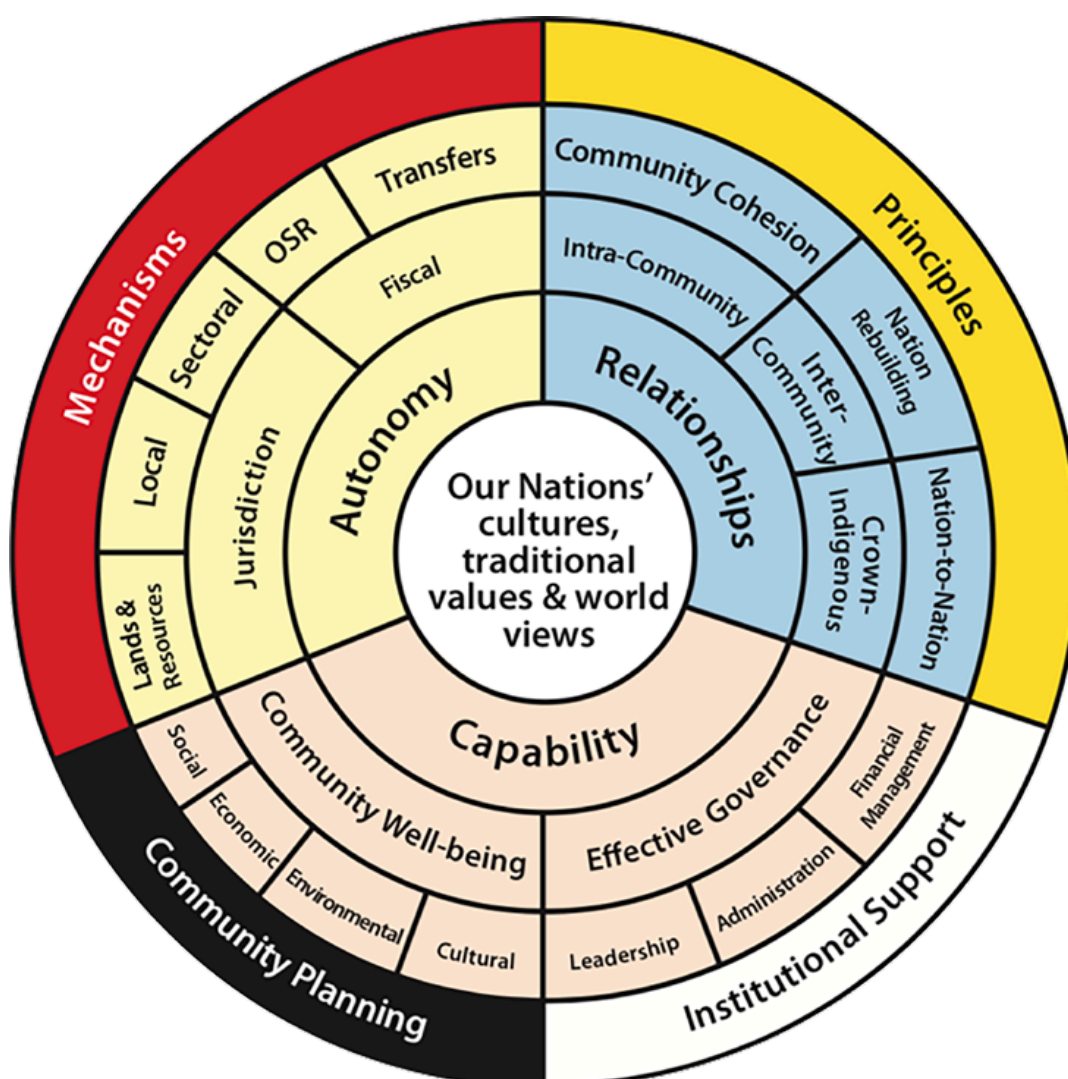 Our Nations’
cultures,
traditional
values & world
views
Relationships
Intra-Community
Inter-
Community
Crown-
Indigenous
Community Cohesion
Nation
Rebuilding
Nation-to-Nation
Principles
Capability
Effective Governance
Financial
Management
Administration
Leadership
Institutional Support
Community Well-being
Cultural
Environmental
Economic
Social
Community Planning
Autonomy
Jurisdiction
Fiscal
Lands &
Resources
Local
Sectoral
OSR
Transfers
Mechanisms